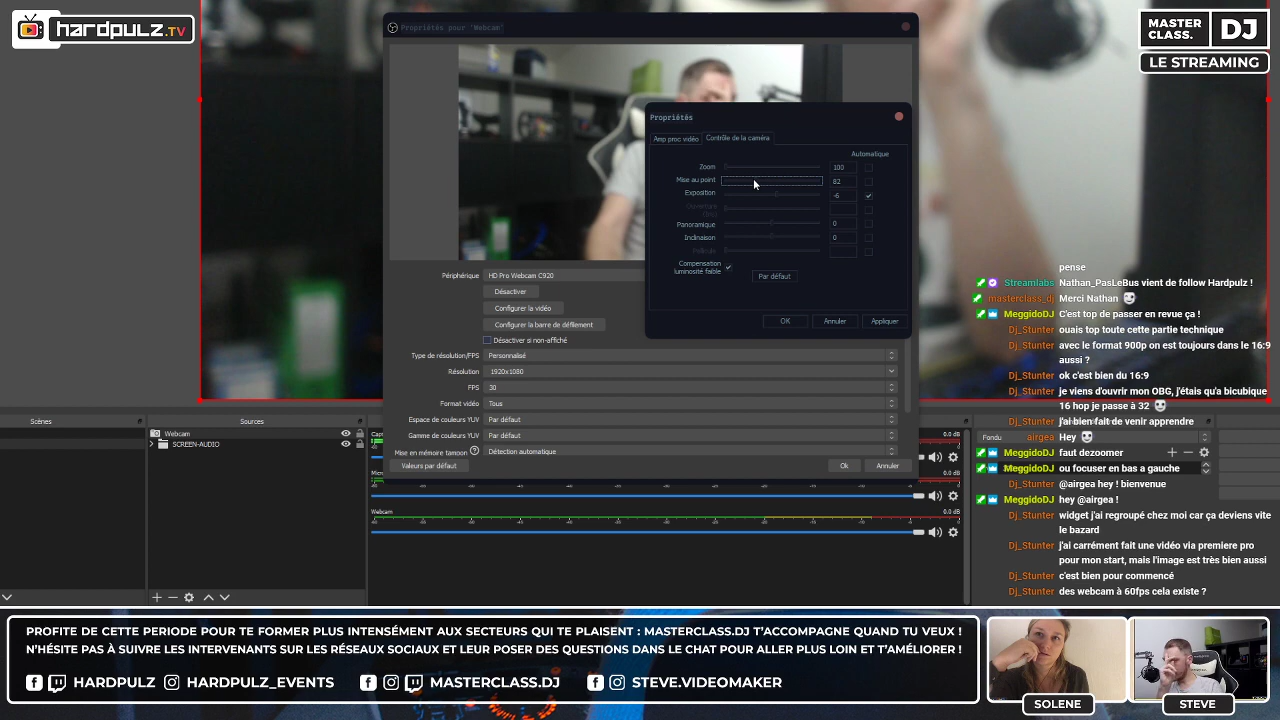 hardpulz.TV
MASTER CLASS. DJ
LE STREAMING
Propriétés pour 'Webcam'
Propriétés
Amp proc vidéo
Contrôle de la caméra
Automatique
Zoom 100
Mise au point 82
Exposition -6
Panoramique 0
Inclinaison 0
Compensation
luminosité faible
Par défaut
OK Annuler Appliquer
Périphérique HD Pro Webcam C920
Désactiver
Configurer la vidéo
Configurer la barre de défilement
Désactiver si non-affiché
Type de résolution/FPS Personnalisé
Résolution 1920x1080
FPS 30
Format vidéo Tous
Espace de couleurs YUV Par défaut
Gamme de couleurs YUV Par défaut
Mise en mémoire tampon Détection automatique
Valeurs par défaut Ok Annuler
Scènes
Sources
Webcam
SCREEN-AUDIO
0.0 dB
0.0 dB
Webcam 0.0 dB
Fondu
pense
Streamlabs Nathan_PasLeBus vient de follow Hardpulz !
masterclass_dj Merci Nathan
MeggidoDJ C'est top de passer en revue ça !
Dj_Stunter ouais top toute cette partie technique
Dj_Stunter avec le format 900p on est toujours dans le 16:9
aussi ?
Dj_Stunter ok c'est bien du 16:9
Dj_Stunter je viens d'ouvrir mon OBG, j'étais qu'a bicubique
16 hop je passe à 32
Dj_Stunter j'ai bien fait de venir apprendre
airgea Hey
MeggidoDJ faut dezoomer
MeggidoDJ ou focuser en bas a gauche
Dj_Stunter @airgea hey ! bienvenue
MeggidoDJ hey @airgea !
Dj_Stunter widget j'ai regroupé chez moi car ça deviens vite
le bazard
Dj_Stunter j'ai carrément fait une vidéo via premiere pro
pour mon start, mais l'image est très bien aussi
Dj_Stunter c'est bien pour commencé
Dj_Stunter des webcam à 60fps cela existe ?
PROFITE DE CETTE PERIODE POUR TE FORMER PLUS INTENSÉMENT AUX SECTEURS QUI TE PLAISENT : MASTERCLASS.DJ T'ACCOMPAGNE QUAND TU VEUX !
N'HÉSITE PAS À SUIVRE LES INTERVENANTS SUR LES RÉSEAUX SOCIAUX ET LEUR POSER DES QUESTIONS DANS LE CHAT POUR ALLER PLUS LOIN ET T'AMÉLIORER !
HARDPULZ HARDPULZ_EVENTS MASTERCLASS.DJ STEVE.VIDEOMAKER
SOLENE
STEVE